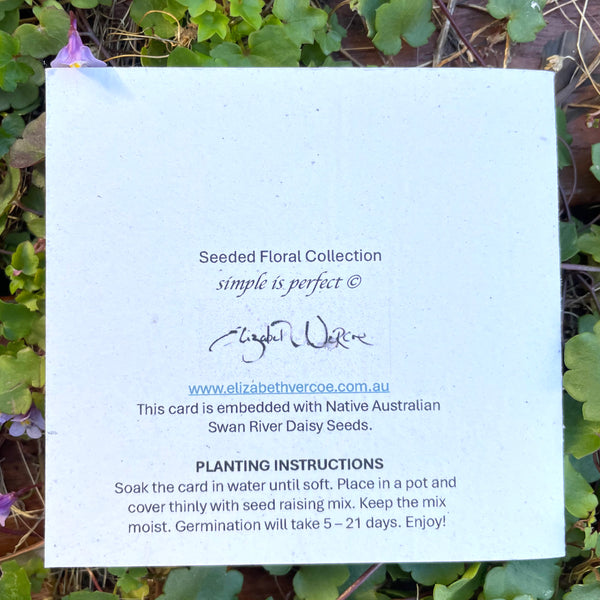 Seeded Floral Collection
simple is perfect ©
Elizabeth Vercoe
www.elizabethvercoe.com.au
This card is embedded with Native Australian
Swan River Daisy Seeds.
PLANTING INSTRUCTIONS
Soak the card in water until soft. Place in a pot and
cover thinly with seed raising mix. Keep the mix
moist. Germination will take 5 – 21 days. Enjoy!